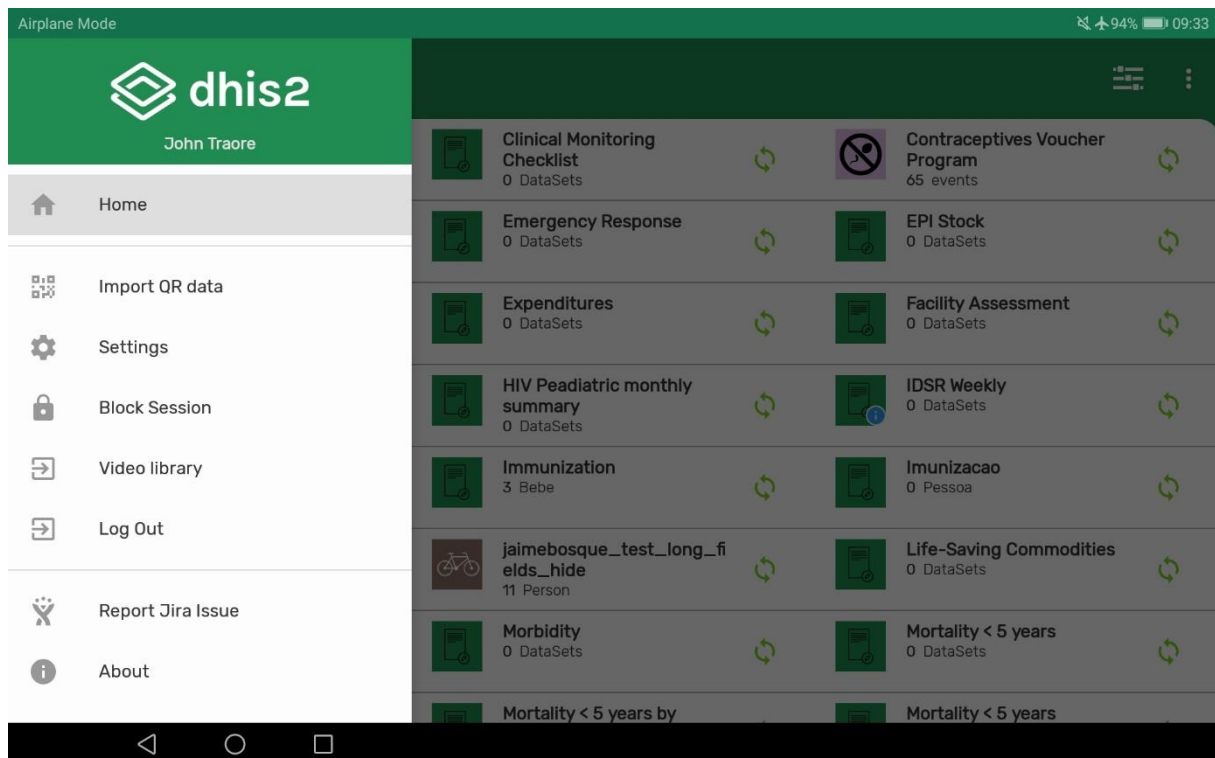 Airplane Mode
94% 09:33
dhis2
John Traore
Home
Import QR data
Settings
Block Session
Video library
Log Out
Report Jira Issue
About
Clinical Monitoring
Checklist
0 DataSets
Contraceptives Voucher
Program
65 events
Emergency Response
0 DataSets
EPI Stock
0 DataSets
Expenditures
0 DataSets
Facility Assessment
0 DataSets
HIV Peadiatric monthly
summary
0 DataSets
IDSR Weekly
0 DataSets
Immunization
3 Bebe
Imunizacao
0 Pessoa
jaimebosque_test_long_fi
elds_hide
11 Person
Life-Saving Commodities
0 DataSets
Morbidity
0 DataSets
Mortality < 5 years
0 DataSets
Mortality < 5 years by
Mortality < 5 years